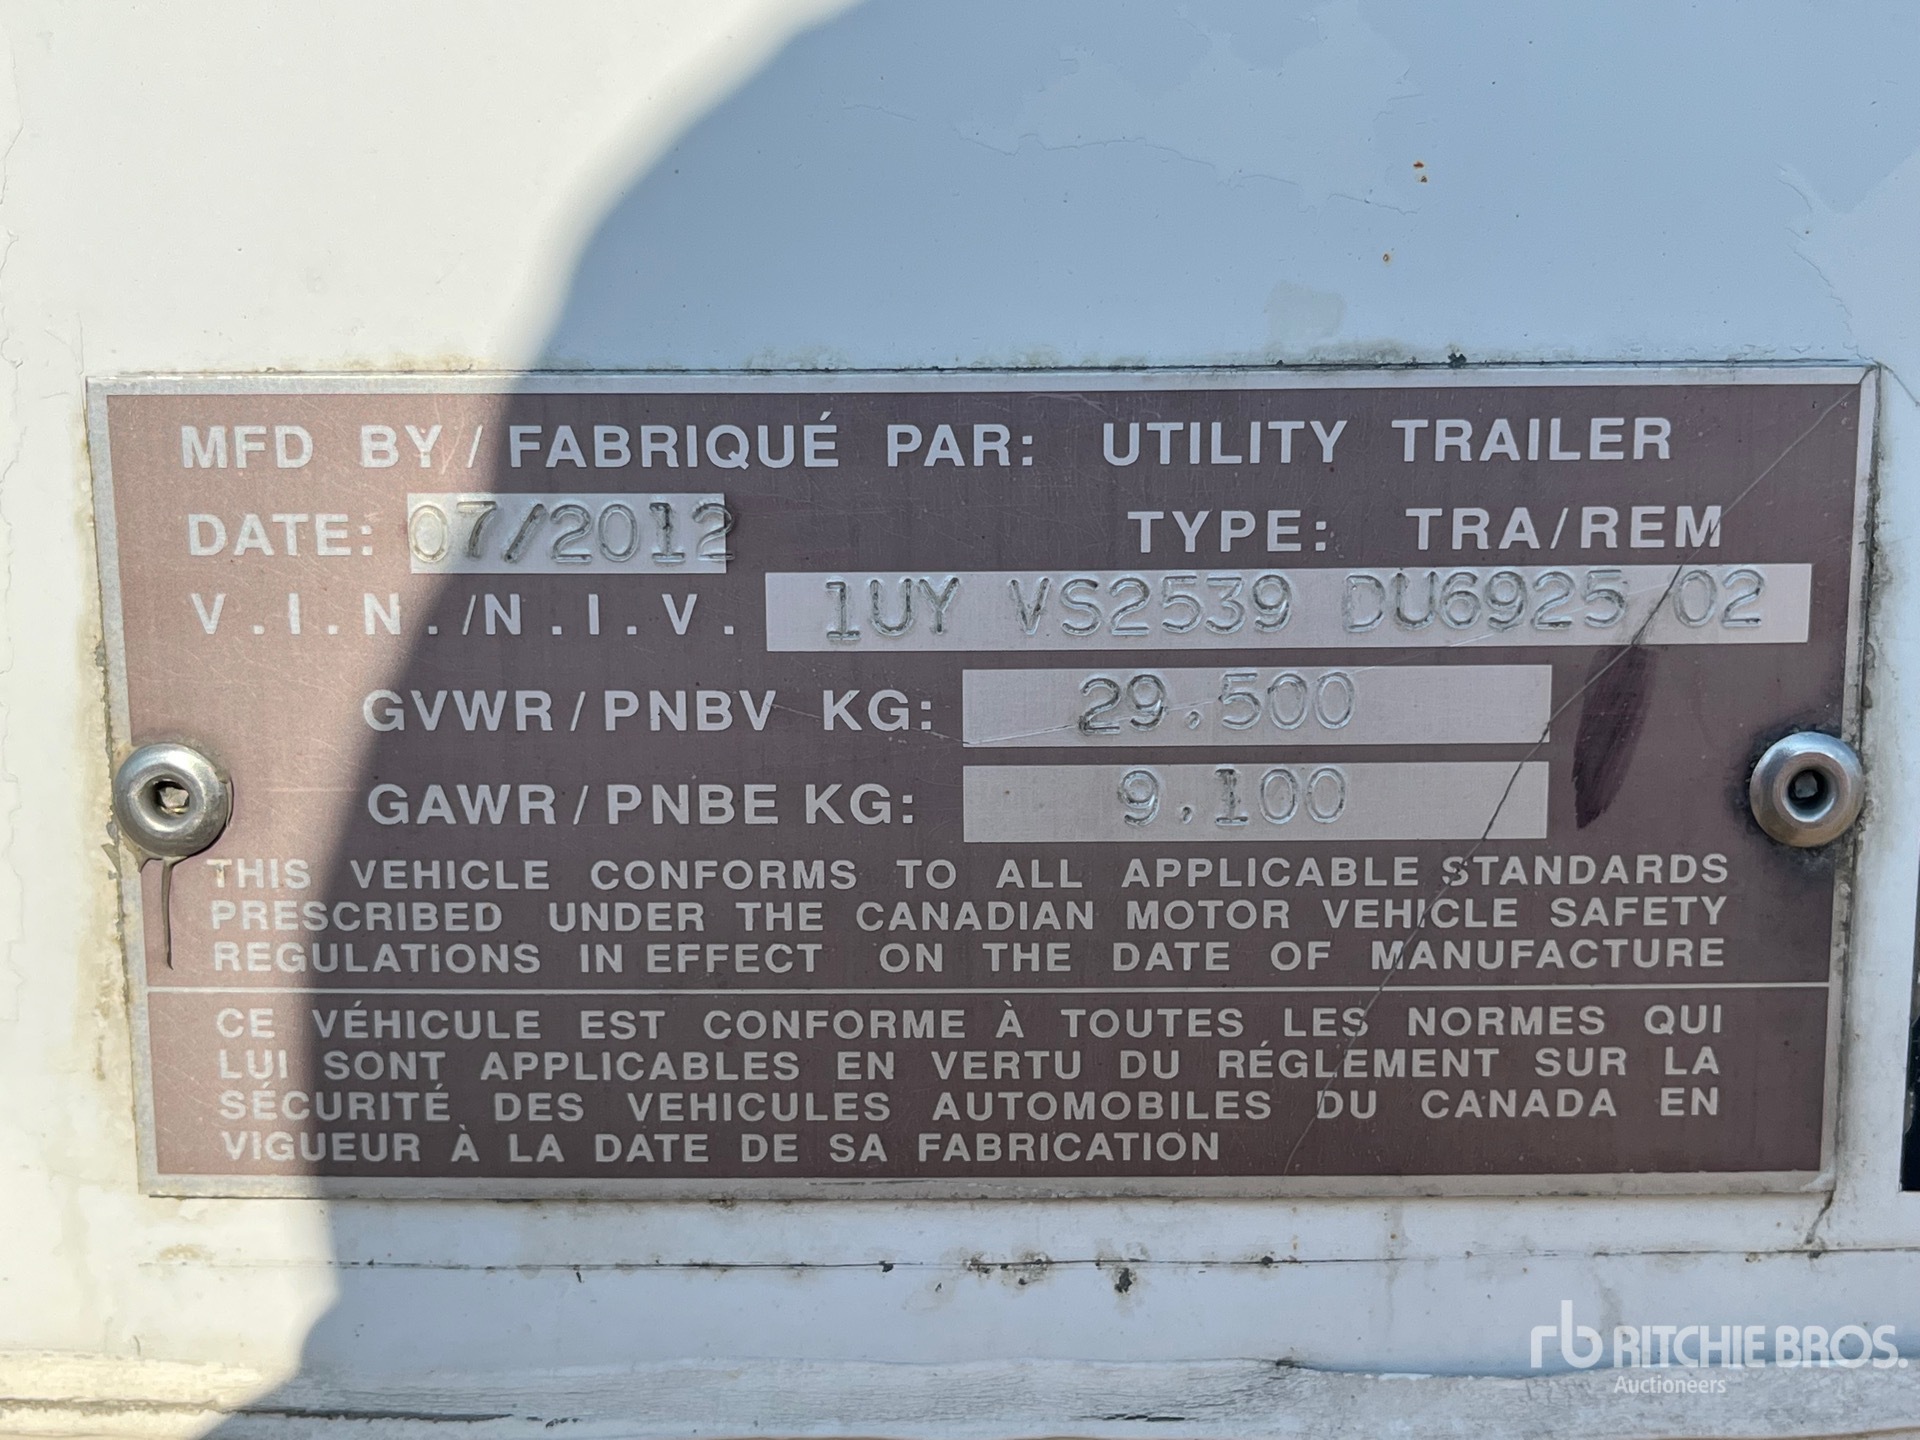 MFD BY / FABRIQUÉ PAR: UTILITY TRAILER
DATE: 07/2012 TYPE: TRA/REM
V.I.N./N.I.V. 1UY VS2539 DU6925 02
GVWR / PNBV KG: 29,500
GAWR / PNBE KG: 9,100
THIS VEHICLE CONFORMS TO ALL APPLICABLE STANDARDS
PRESCRIBED UNDER THE CANADIAN MOTOR VEHICLE SAFETY
REGULATIONS IN EFFECT ON THE DATE OF MANUFACTURE
CE VÉHICULE EST CONFORME À TOUTES LES NORMES QUI
LUI SONT APPLICABLES EN VERTU DU RÉGLEMENT SUR LA
SÉCURITÉ DES VEHICULES AUTOMOBILES DU CANADA EN
VIGUEUR À LA DATE DE SA FABRICATION
rb RITCHIE BROS.
Auctioneers